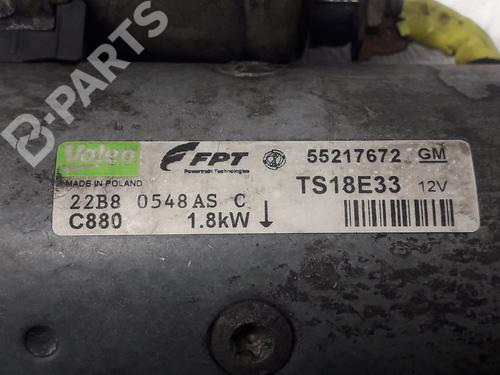 B-PARTS
Valeo
MADE IN POLAND
FPT
Powertrain Technologies
55217672 GM
TS18E33 12V
22B8 0548AS C
C880 1.8kW ↓